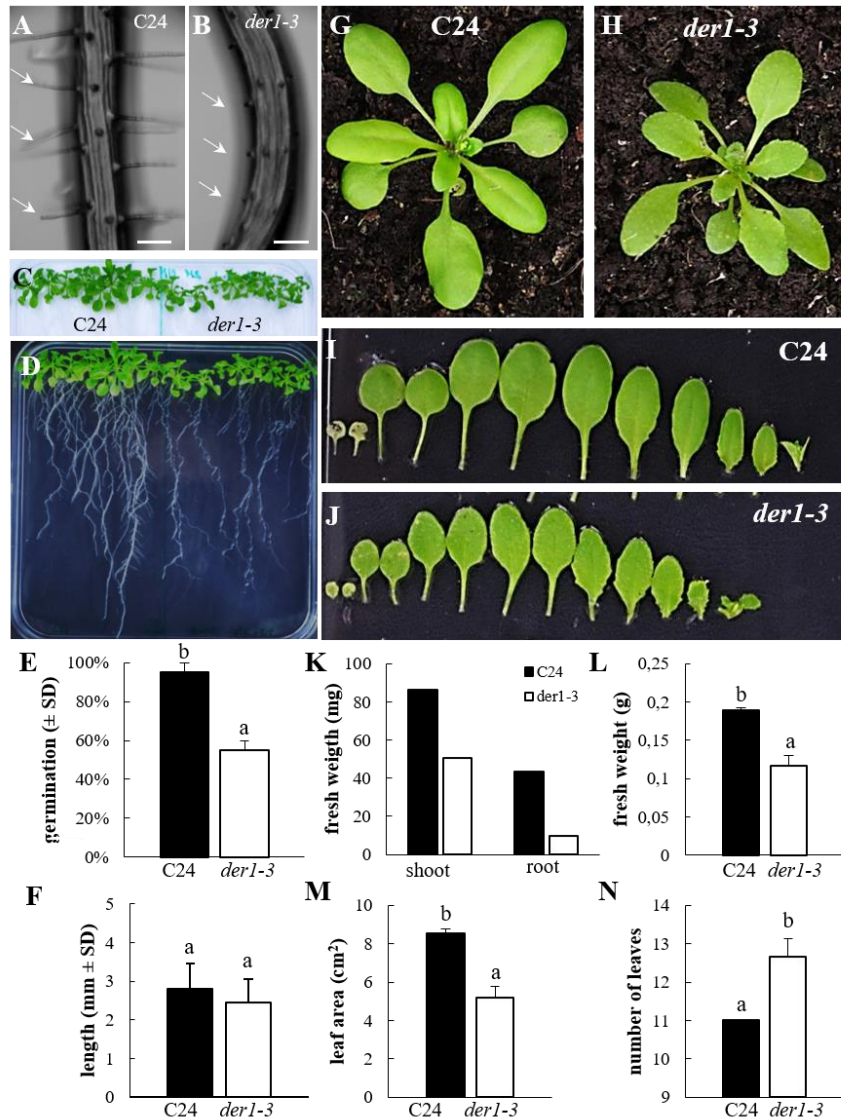 A
C24
B
der1-3
G
C24
H
der1-3
C
C24
der1-3
D
I
C24
J
der1-3
E
germination (± SD)
100%
80%
60%
40%
20%
0%
b
a
C24
der1-3
K
fresh weigth (mg)
100
80
60
40
20
0
C24
der1-3
shoot
root
L
fresh weight (g)
0,25
0,2
0,15
0,1
0,05
0
b
a
C24
der1-3
F
length (mm ± SD)
5
4
3
2
1
0
a
a
C24
der1-3
M
leaf area (cm²)
10
8
6
4
2
0
b
a
C24
der1-3
N
number of leaves
14
13
12
11
10
9
a
b
C24
der1-3